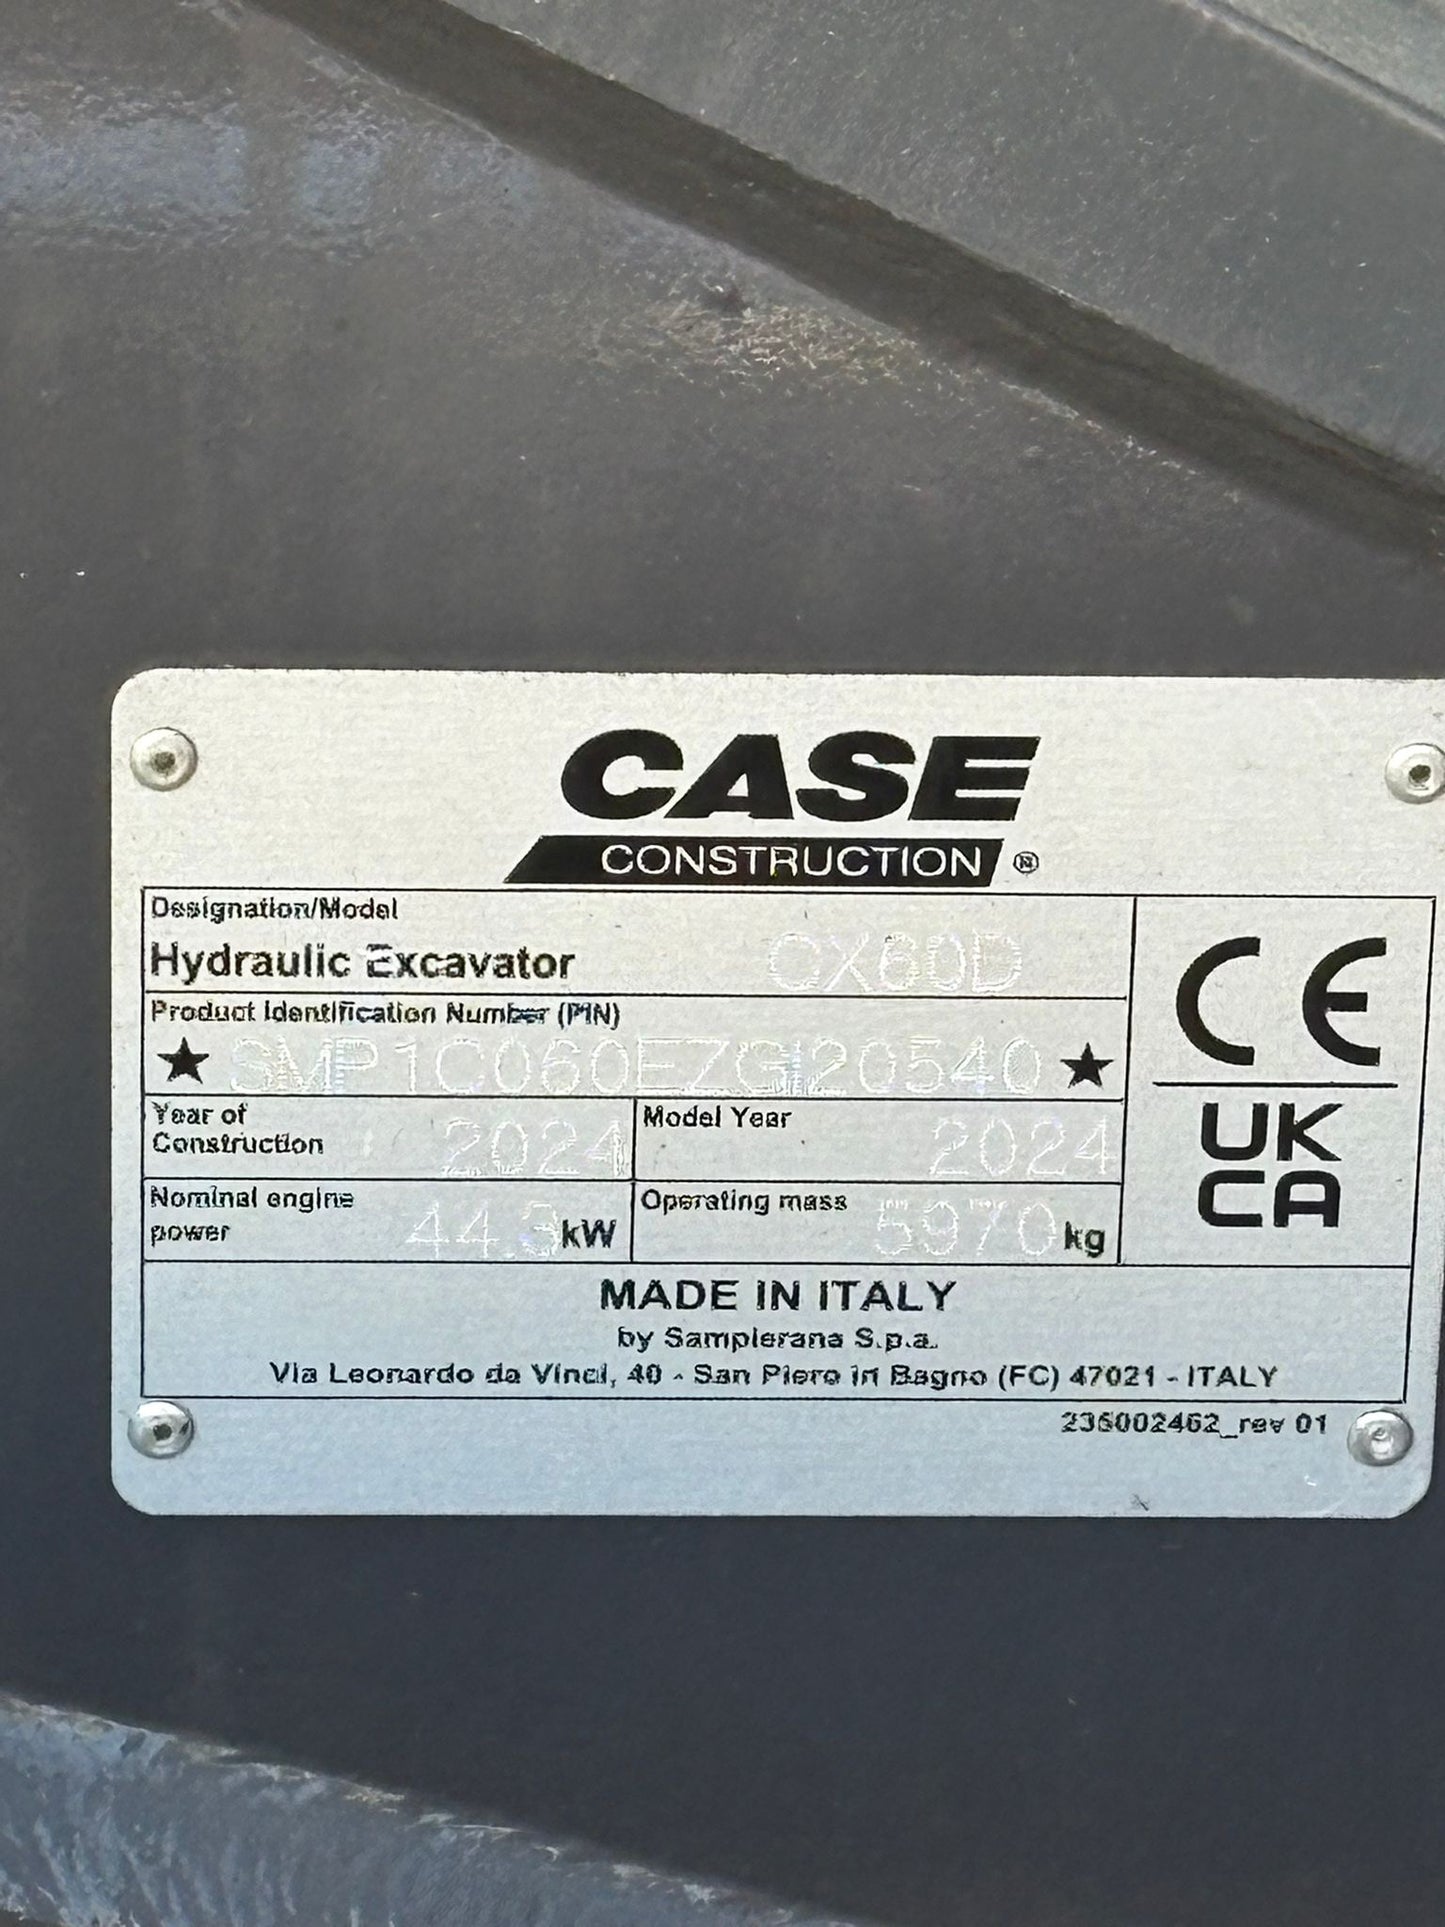 CASE
CONSTRUCTION ®
Designation/Model
Hydraulic Excavator CX60D
Product Identification Number (PIN)
★ ★
Year of
Construction 2024
Model Year 2024
Nominal engine
power 44.3 kW
Operating mass 5970 kg
CE
UK
CA
MADE IN ITALY
by Sampierana S.p.a.
Via Leonardo da Vinci, 40 - San Piero in Bagno (FC) 47021 - ITALY
236002462_rev 01